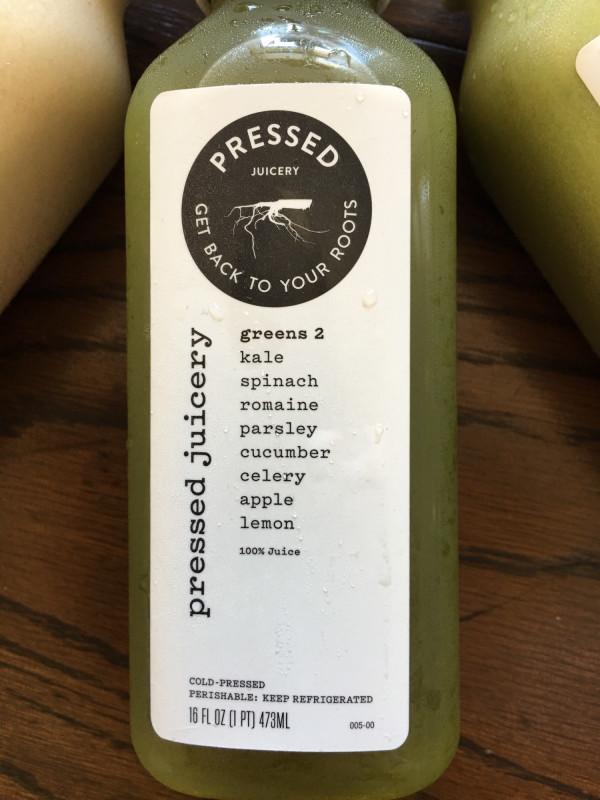 PRESSED
JUICERY
GET BACK TO YOUR ROOTS
pressed juicery
greens 2
kale
spinach
romaine
parsley
cucumber
celery
apple
lemon
100% Juice
COLD-PRESSED
PERISHABLE: KEEP REFRIGERATED
16 FL OZ (1 PT) 473ML
005-00